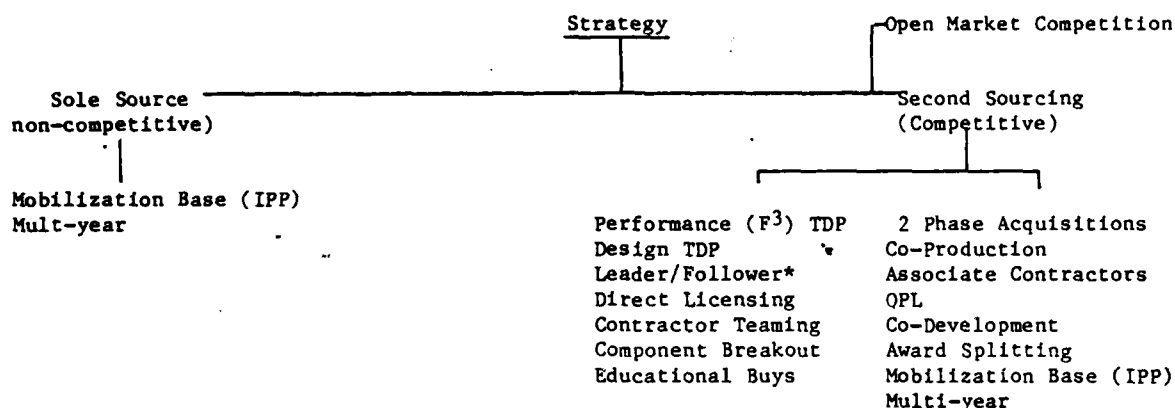 Strategy
Open Market Competition
Sole Source
non-competitive)
Second Sourcing
(Competitive)
Mobilization Base (IPP)
Mult-year
Performance (F³) TDP
Design TDP
Leader/Follower*
Direct Licensing
Contractor Teaming
Component Breakout
Educational Buys
2 Phase Acquisitions
Co-Production
Associate Contractors
QPL
Co-Development
Award Splitting
Mobilization Base (IPP)
Multi-year